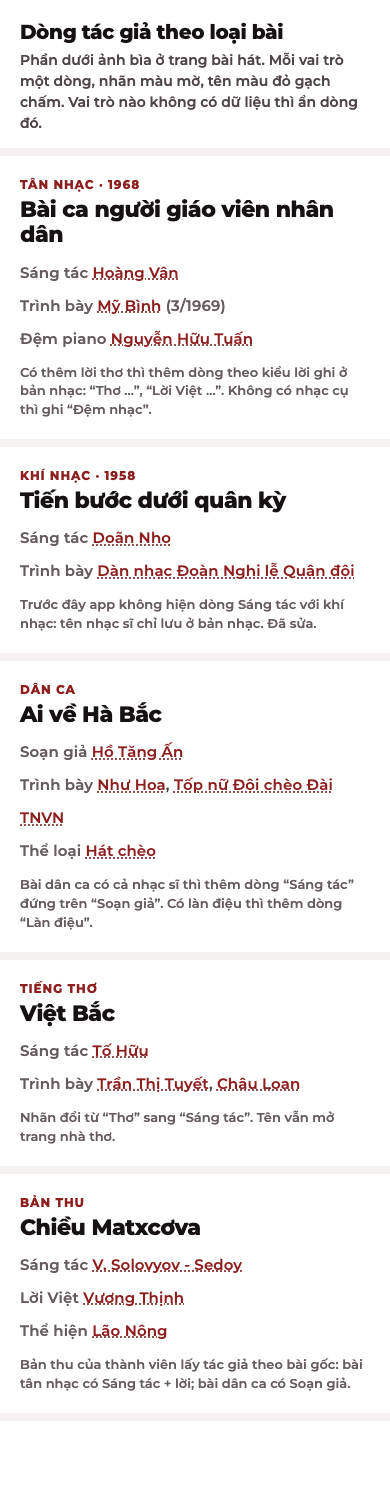 Dòng tác giả theo loại bài
Phần dưới ảnh bìa ở trang bài hát. Mỗi vai trò
một dòng, nhãn màu mờ, tên màu đỏ gạch
chấm. Vai trò nào không có dữ liệu thì ẩn dòng
đó.
TÂN NHẠC · 1968
Bài ca người giáo viên nhân
dân
Sáng tác Hoàng Vân
Trình bày Mỹ Bình (3/1969)
Đệm piano Nguyễn Hữu Tuấn
Có thêm lời thơ thì thêm dòng theo kiểu lời ghi ở
bản nhạc: “Thơ ...”, “Lời Việt ...”. Không có nhạc cụ
thì ghi “Đệm nhạc”.
KHÍ NHẠC · 1958
Tiến bước dưới quân kỳ
Sáng tác Doãn Nho
Trình bày Dàn nhạc Đoàn Nghi lễ Quân đội
Trước đây app không hiện dòng Sáng tác với khí
nhạc: tên nhạc sĩ chỉ lưu ở bản nhạc. Đã sửa.
DÂN CA
Ai về Hà Bắc
Soạn giả Hồ Tăng Ấn
Trình bày Như Hoa, Tốp nữ Đội chèo Đài
TNVN
Thể loại Hát chèo
Bài dân ca có cả nhạc sĩ thì thêm dòng “Sáng tác”
đứng trên “Soạn giả”. Có làn điệu thì thêm dòng
“Làn điệu”.
TIẾNG THƠ
Việt Bắc
Sáng tác Tố Hữu
Trình bày Trần Thị Tuyết, Châu Loan
Nhãn đổi từ “Thơ” sang “Sáng tác”. Tên vẫn mở
trang nhà thơ.
BẢN THU
Chiều Matxcơva
Sáng tác V. Solovyov - Sedoy
Lời Việt Vương Thịnh
Thể hiện Lão Nông
Bản thu của thành viên lấy tác giả theo bài gốc: bài
tân nhạc có Sáng tác + lời; bài dân ca có Soạn giả.